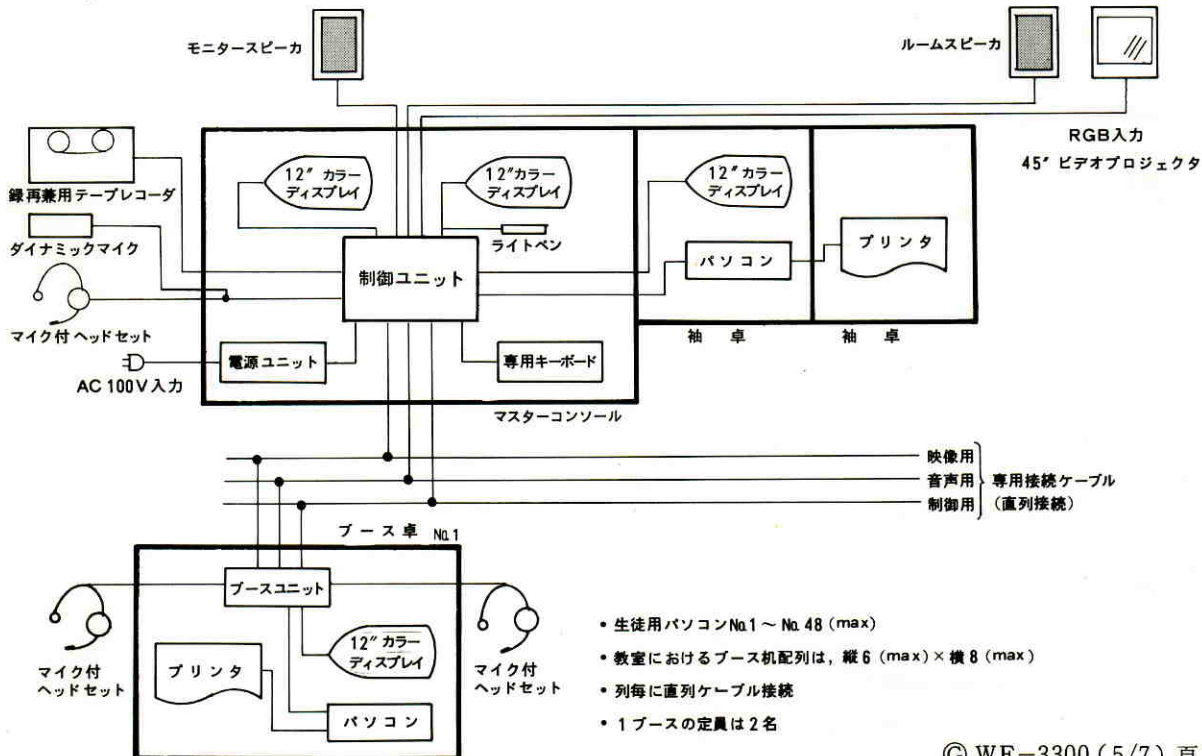 モニタースピーカ
ルームスピーカ
RGB入力
45″ ビデオプロジェクタ
録再兼用テープレコーダ
ダイナミックマイク
マイク付ヘッドセット
AC 100V入力
12″ カラー
ディスプレイ
12″カラー
ディスプレイ
ライトペン
制御ユニット
電源ユニット
専用キーボード
マスターコンソール
12″ カラー
ディスプレイ
パソコン
プリンタ
袖卓
袖卓
映像用
音声用
制御用
専用接続ケーブル
(直列接続)
ブース卓 No.1
ブースユニット
12″ カラー
ディスプレイ
プリンタ
パソコン
マイク付
ヘッドセット
マイク付
ヘッドセット
• 生徒用パソコンNo.1～No.48 (max)
• 教室におけるブース机配列は,縦6 (max)×横8 (max)
• 列毎に直列ケーブル接続
• 1ブースの定員は2名